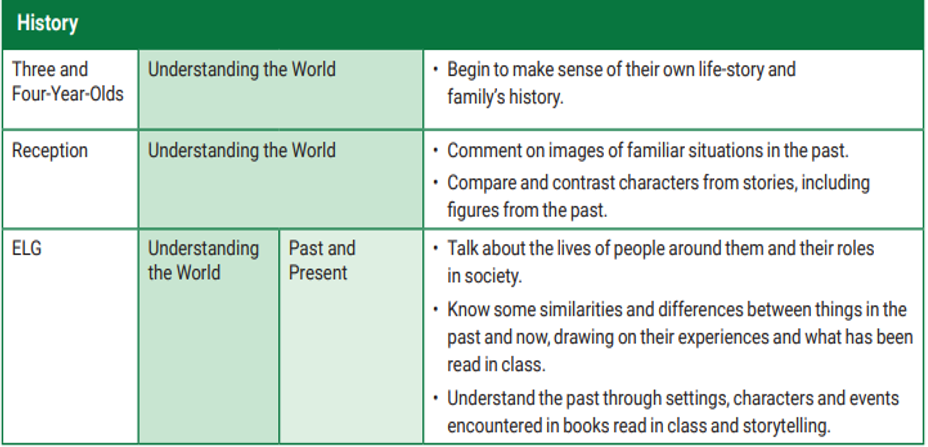 History
Three and
Four-Year-Olds
Understanding the World
• Begin to make sense of their own life-story and
family's history.
Reception
Understanding the World
• Comment on images of familiar situations in the past.
• Compare and contrast characters from stories, including
figures from the past.
ELG
Understanding
the World
Past and
Present
• Talk about the lives of people around them and their roles
in society.
• Know some similarities and differences between things in the
past and now, drawing on their experiences and what has been
read in class.
• Understand the past through settings, characters and events
encountered in books read in class and storytelling.